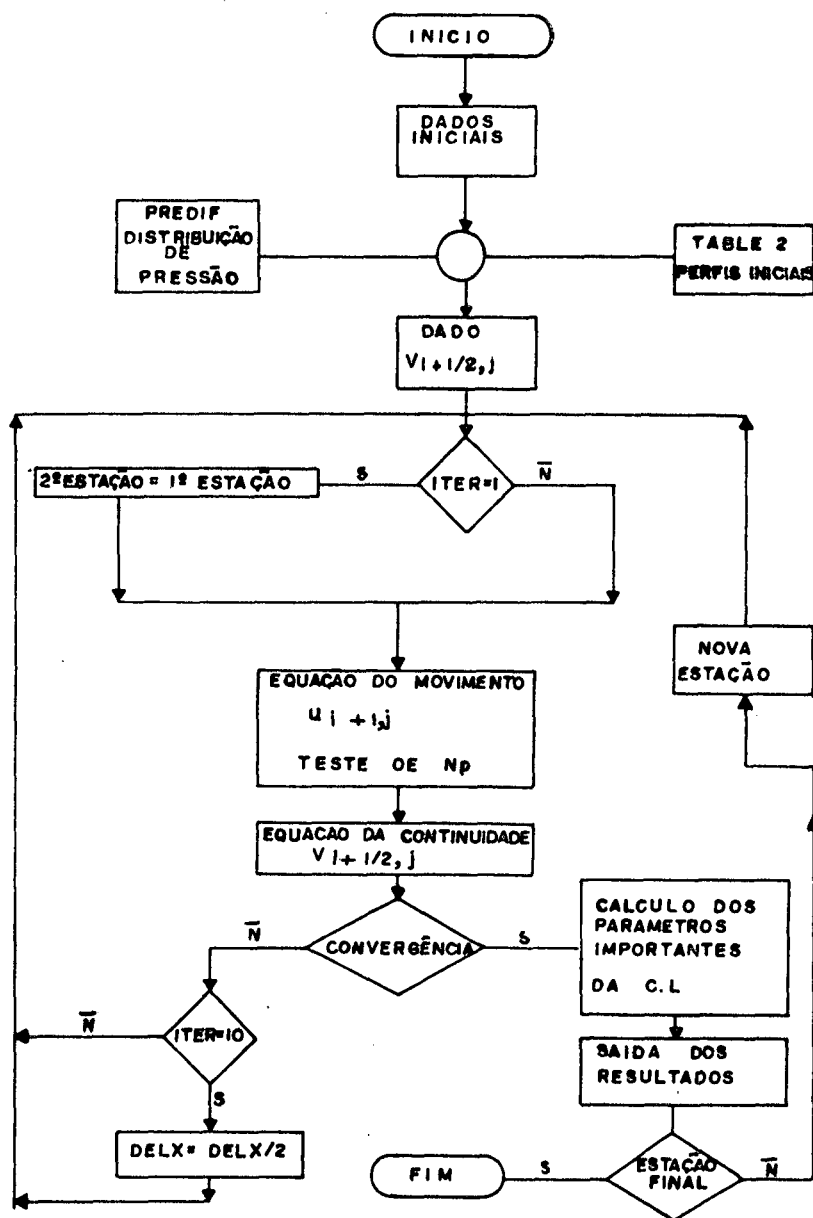 INICIO
DADOS
INICIAIS
PREDIF
DISTRIBUIÇÃO
DE
PRESSÃO
TABLE 2
PERFIS INICIAIS
DADO
V i + 1/2, j
ITER=1
S
N̄
2ª ESTAÇÃO = 1ª ESTAÇÃO
NOVA
ESTAÇÃO
EQUAÇÃO DO MOVIMENTO
u i + 1, j
TESTE DE Np
EQUACAO DA CONTINUIDADE
V i + 1/2, j
CONVERGÊNCIA
N̄
S
CALCULO DOS
PARAMETROS
IMPORTANTES
DA C.L
ITER=10
N̄
S
SAIDA DOS
RESULTADOS
DELX= DELX/2
ESTAÇÃO
FINAL
S
N̄
FIM